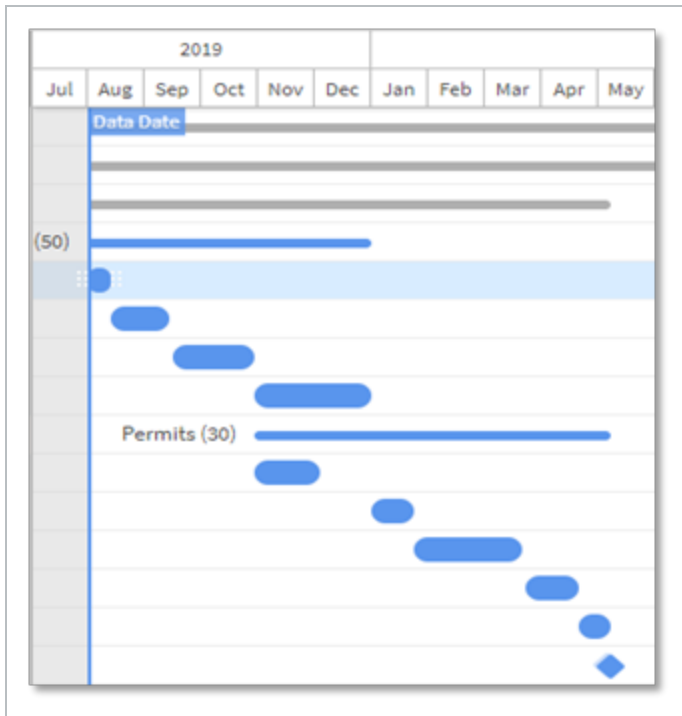 2019
Jul Aug Sep Oct Nov Dec Jan Feb Mar Apr May
Data Date
(50)
Permits (30)